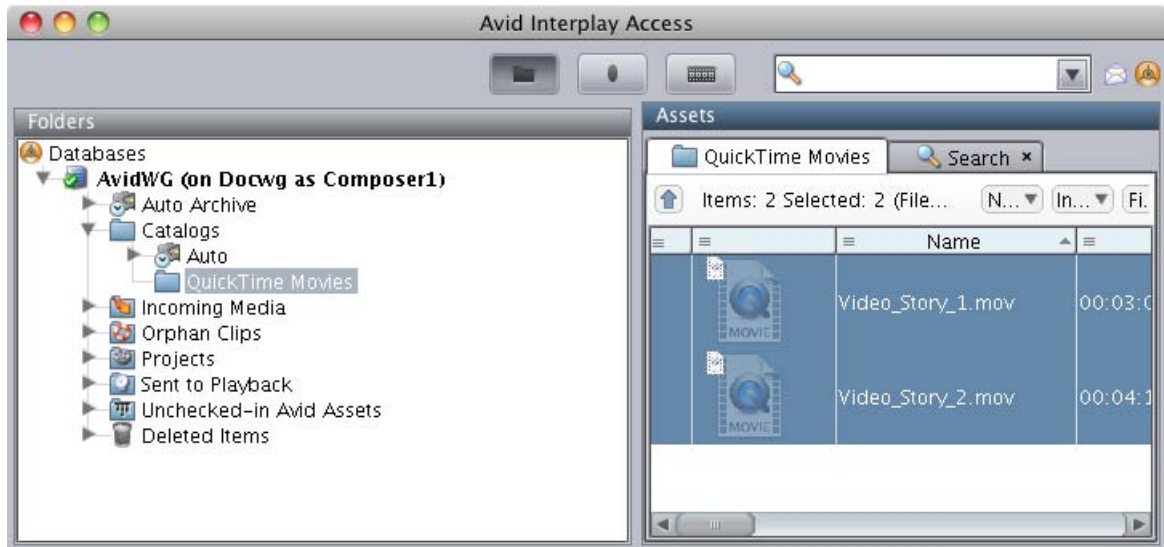 Avid Interplay Access
Folders
Databases
AvidWG (on Docwg as Composer1)
Auto Archive
Catalogs
Auto
QuickTime Movies
Incoming Media
Orphan Clips
Projects
Sent to Playback
Unchecked-in Avid Assets
Deleted Items
Assets
QuickTime Movies
Search ×
Items: 2 Selected: 2 (File... N... In... Fi.
Name
MOVIE
Video_Story_1.mov
00:03:0
MOVIE
Video_Story_2.mov
00:04:1